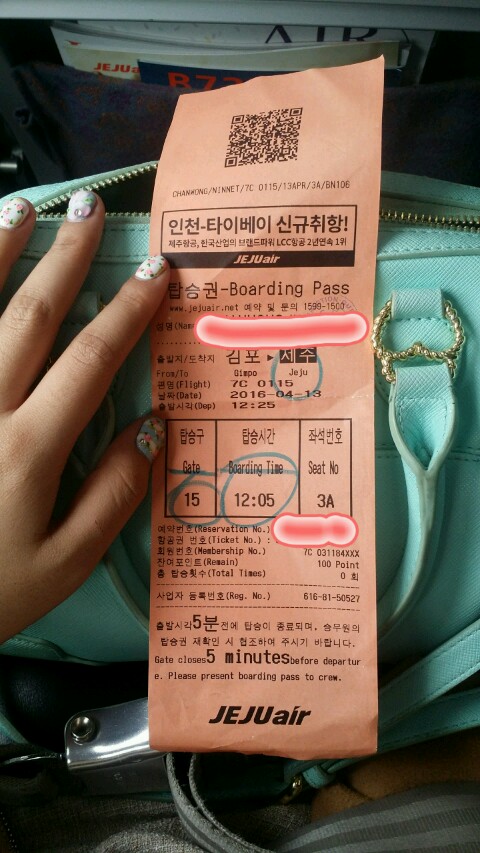 JEJUa
B73
CHANWONG/NINNET/7C 0115/13APR/3A/BN106
인천-타이베이 신규취항!
제주항공, 한국산업의 브랜드파워 LCC항공 2년연속 1위
JEJUair
탑승권-Boarding Pass
www.jejuair.net 예약 및 문의 1599-1500
성명(Name
출발지/도착지 김포 ▶ 제주
From/To Gimpo Jeju
편명(Flight) 7C 0115
날짜(Date) 2016-04-13
출발시각(Dep) 12:25
탑승구 탑승시간 좌석번호
Gate Boarding Time Seat No
15 12:05 3A
예약번호(Reservation No.)
항공권 번호(Ticket No.) :
회원번호(Membership No.) 7C 031184XXX
잔여포인트(Remain) 100 Point
총 탑승횟수(Total Times) 0 회
사업자 등록번호(Reg. No.) 616-81-50527
출발시각5분전에 탑승이 종료되며, 승무원의
탑승권 재확인 시 협조하여 주시기 바랍니다.
Gate closes5 minutesbefore departur
e. Please present boarding pass to crew.
JEJUair